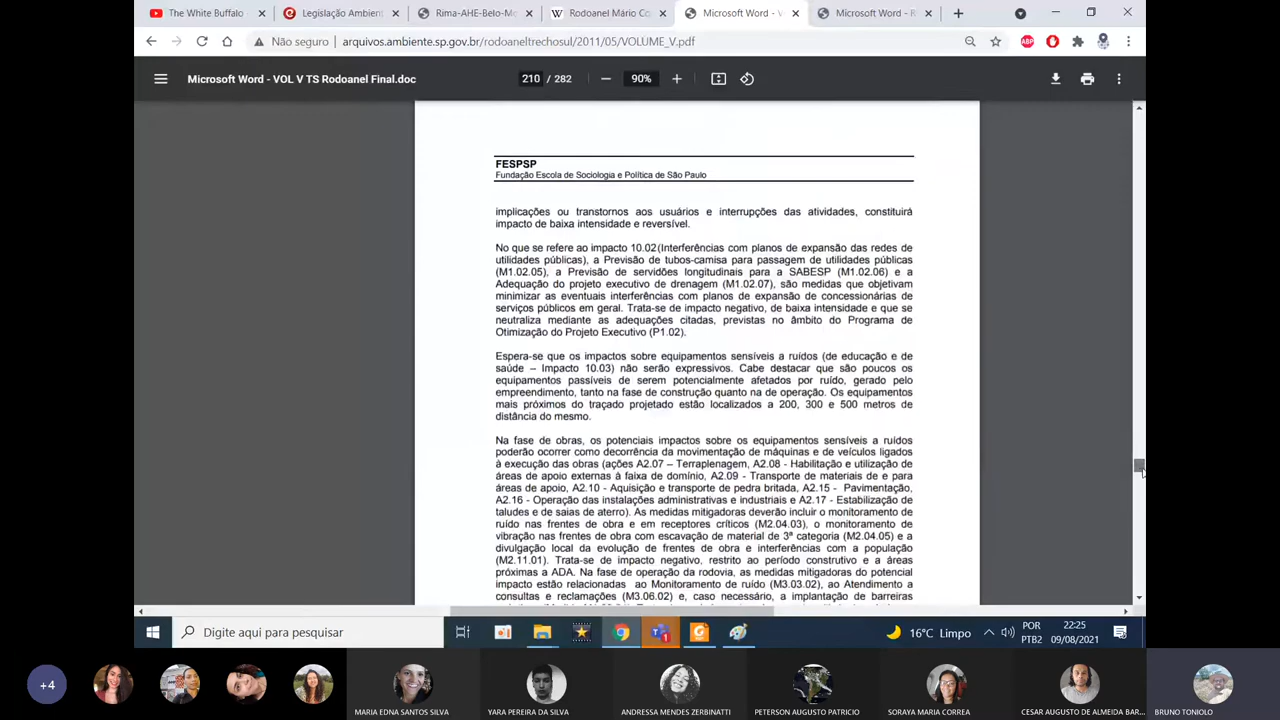 The White Buffalo
Legislação Ambient
Rima-AHE-Belo-Mo
Rodoanel Mário Co
Microsoft Word - V
Microsoft Word - R
Não seguro
arquivos.ambiente.sp.gov.br/rodoaneltrechosul/2011/05/VOLUME_V.pdf
ABP
Microsoft Word - VOL V TS Rodoanel Final.doc
210 / 282
90%
FESPSP
Fundação Escola de Sociologia e Política de São Paulo
implicações ou transtornos aos usuários e interrupções das atividades, constituirá
impacto de baixa intensidade e reversível.
No que se refere ao impacto 10.02(Interferências com planos de expansão das redes de
utilidades públicas), a Previsão de tubos-camisa para passagem de utilidades públicas
(M1.02.05), a Previsão de servidões longitudinais para a SABESP (M1.02.06) e a
Adequação do projeto executivo de drenagem (M1.02.07), são medidas que objetivam
minimizar as eventuais interferências com planos de expansão de concessionárias de
serviços públicos em geral. Trata-se de impacto negativo, de baixa intensidade e que se
neutraliza mediante as adequações citadas, previstas no âmbito do Programa de
Otimização do Projeto Executivo (P1.02).
Espera-se que os impactos sobre equipamentos sensíveis a ruídos (de educação e de
saúde – Impacto 10.03) não serão expressivos. Cabe destacar que são poucos os
equipamentos passíveis de serem potencialmente afetados por ruído, gerado pelo
empreendimento, tanto na fase de construção quanto na de operação. Os equipamentos
mais próximos do traçado projetado estão localizados a 200, 300 e 500 metros de
distância do mesmo.
Na fase de obras, os potenciais impactos sobre os equipamentos sensíveis a ruídos
poderão ocorrer como decorrência da movimentação de máquinas e de veículos ligados
à execução das obras (ações A2.07 – Terraplenagem, A2.08 - Habilitação e utilização de
áreas de apoio externas à faixa de domínio, A2.09 - Transporte de materiais de e para
áreas de apoio, A2.10 - Aquisição e transporte de pedra britada, A2.15 - Pavimentação,
A2.16 - Operação das instalações administrativas e industriais e A2.17 - Estabilização de
taludes e de saias de aterro). As medidas mitigadoras deverão incluir o monitoramento de
ruído nas frentes de obra e em receptores críticos (M2.04.03), o monitoramento de
vibração nas frentes de obra com escavação de material de 3ª categoria (M2.04.05) e a
divulgação local da evolução de frentes de obra e interferências com a população
(M2.11.01). Trata-se de impacto negativo, restrito ao período construtivo e a áreas
próximas a ADA. Na fase de operação da rodovia, as medidas mitigadoras do potencial
impacto estão relacionadas ao Monitoramento de ruído (M3.03.02), ao Atendimento a
consultas e reclamações (M3.06.02) e, caso necessário, a implantação de barreiras
Digite aqui para pesquisar
16°C Limpo
POR
PTB2
22:25
09/08/2021
+4
MARIA EDNA SANTOS SILVA
YARA PEREIRA DA SILVA
ANDRESSA MENDES ZERBINATTI
PETERSON AUGUSTO PATRICIO
SORAYA MARIA CORREA
CESAR AUGUSTO DE ALMEIDA BAR...
BRUNO TONIOLO